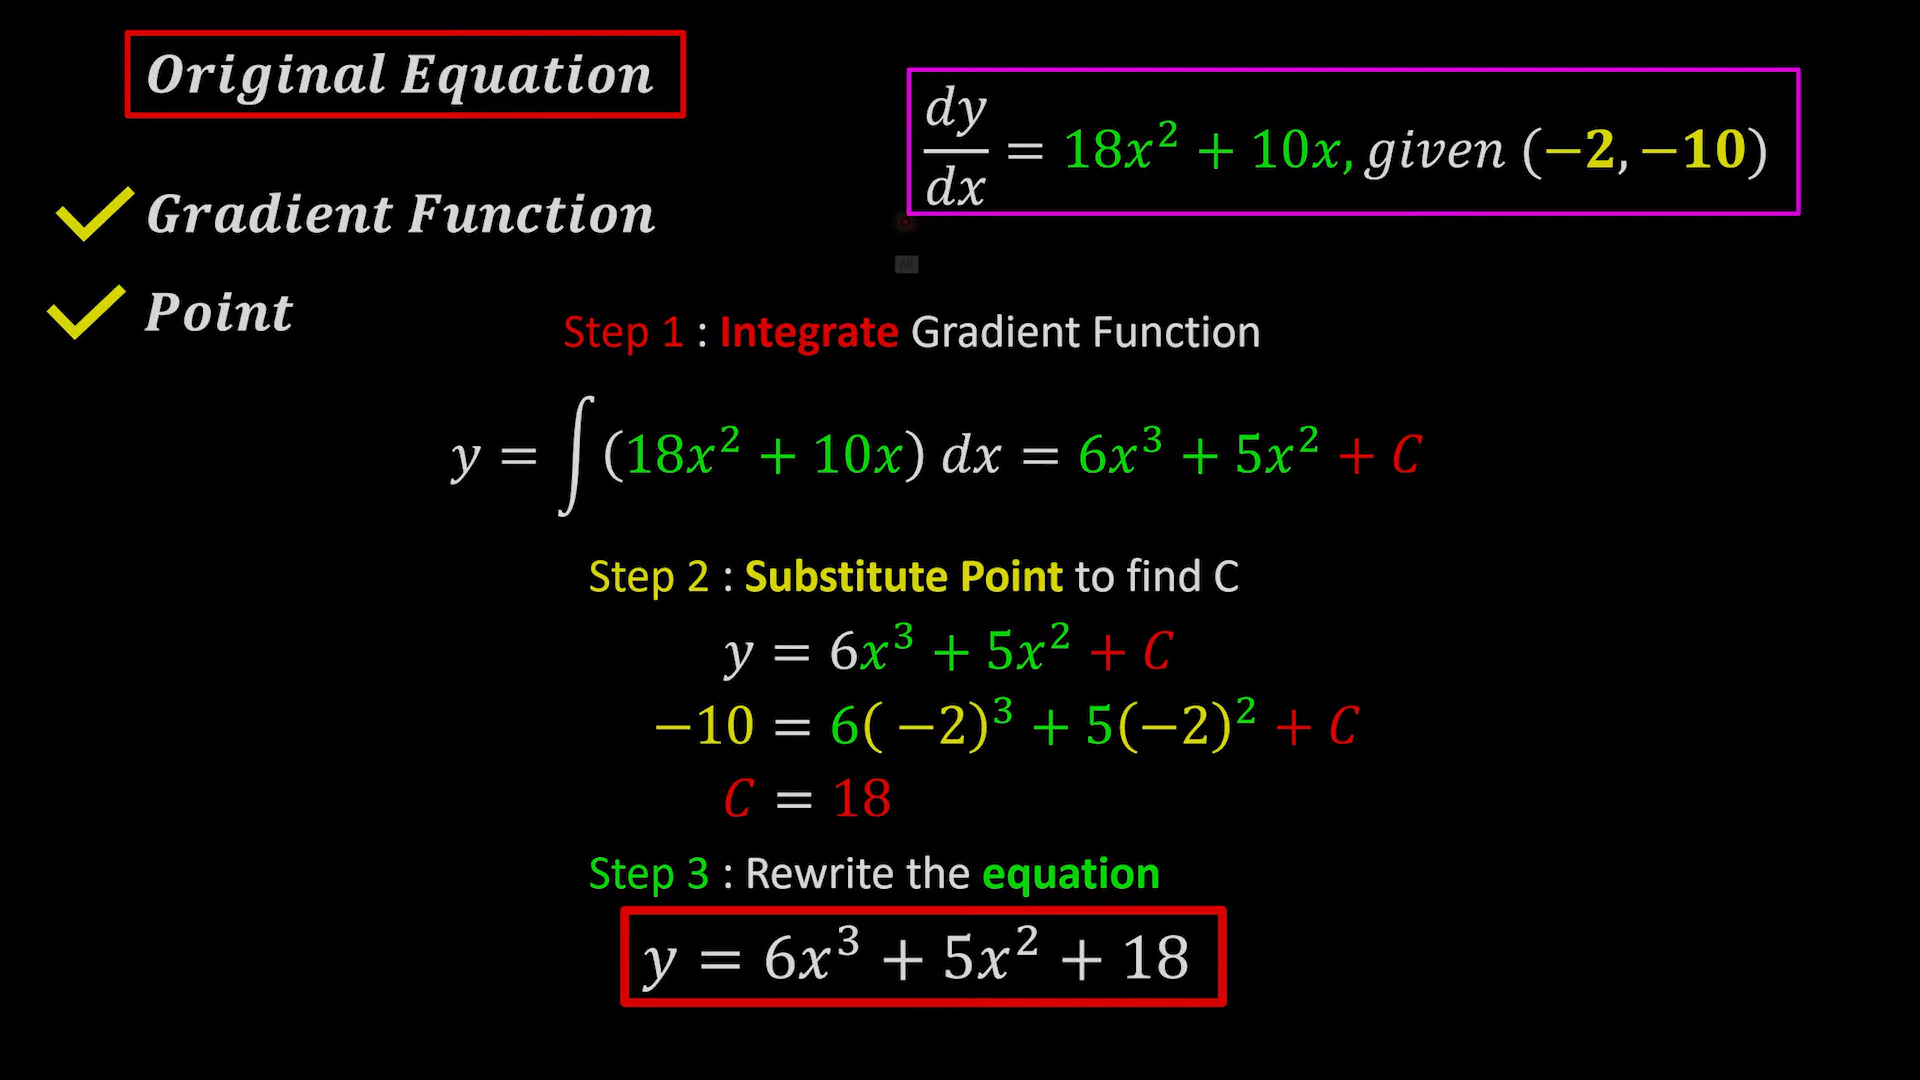 Original Equation
dy/dx = 18x² + 10x, given (−2, −10)
Gradient Function
Point
Step 1 : Integrate Gradient Function
y = ∫(18x² + 10x) dx = 6x³ + 5x² + C
Step 2 : Substitute Point to find C
y = 6x³ + 5x² + C
−10 = 6( −2)³ + 5(−2)² + C
C = 18
Step 3 : Rewrite the equation
y = 6x³ + 5x² + 18